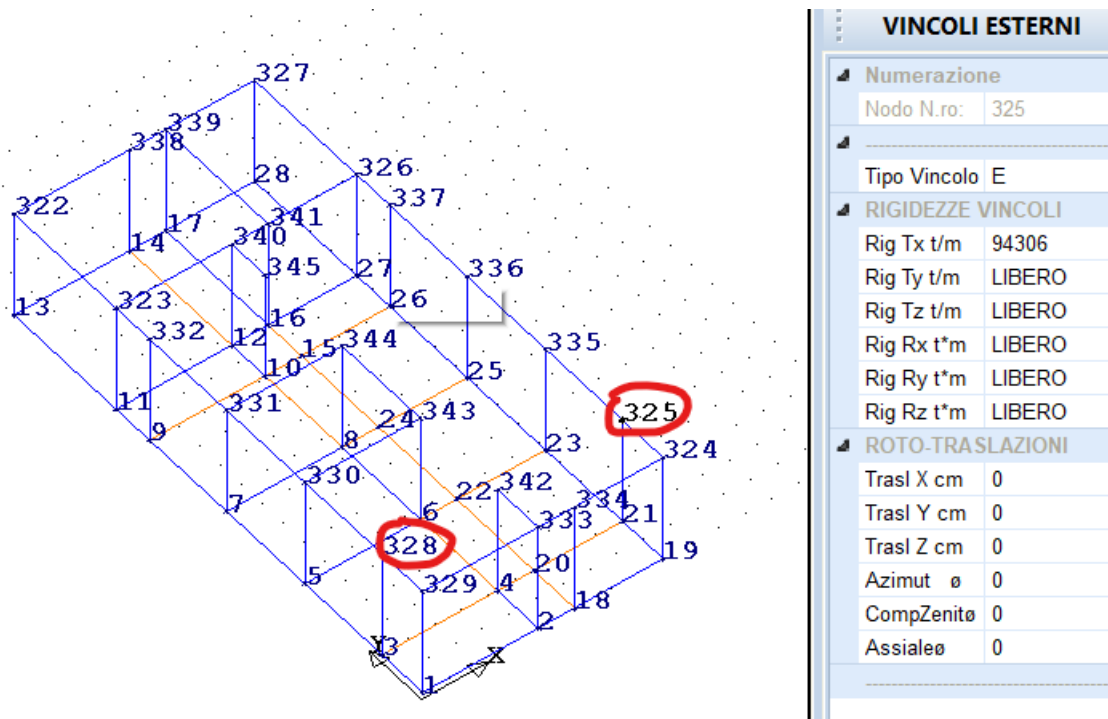 327
339
338
326
28
337
322
17
341
340
14
345
336
27
13
323
26
332
16
12
335
344
15
10
25
11
331
325
343
9
24
324
8
23
330
342
22
334
333
6
21
328
19
20
5
329
4
18
2
3
Y
X
1
VINCOLI ESTERNI
Numerazione
Nodo N.ro: 325
Tipo Vincolo E
RIGIDEZZE VINCOLI
Rig Tx t/m 94306
Rig Ty t/m LIBERO
Rig Tz t/m LIBERO
Rig Rx t*m LIBERO
Rig Ry t*m LIBERO
Rig Rz t*m LIBERO
ROTO-TRASLAZIONI
Trasl X cm 0
Trasl Y cm 0
Trasl Z cm 0
Azimut ø 0
CompZenitø 0
Assialeø 0
7